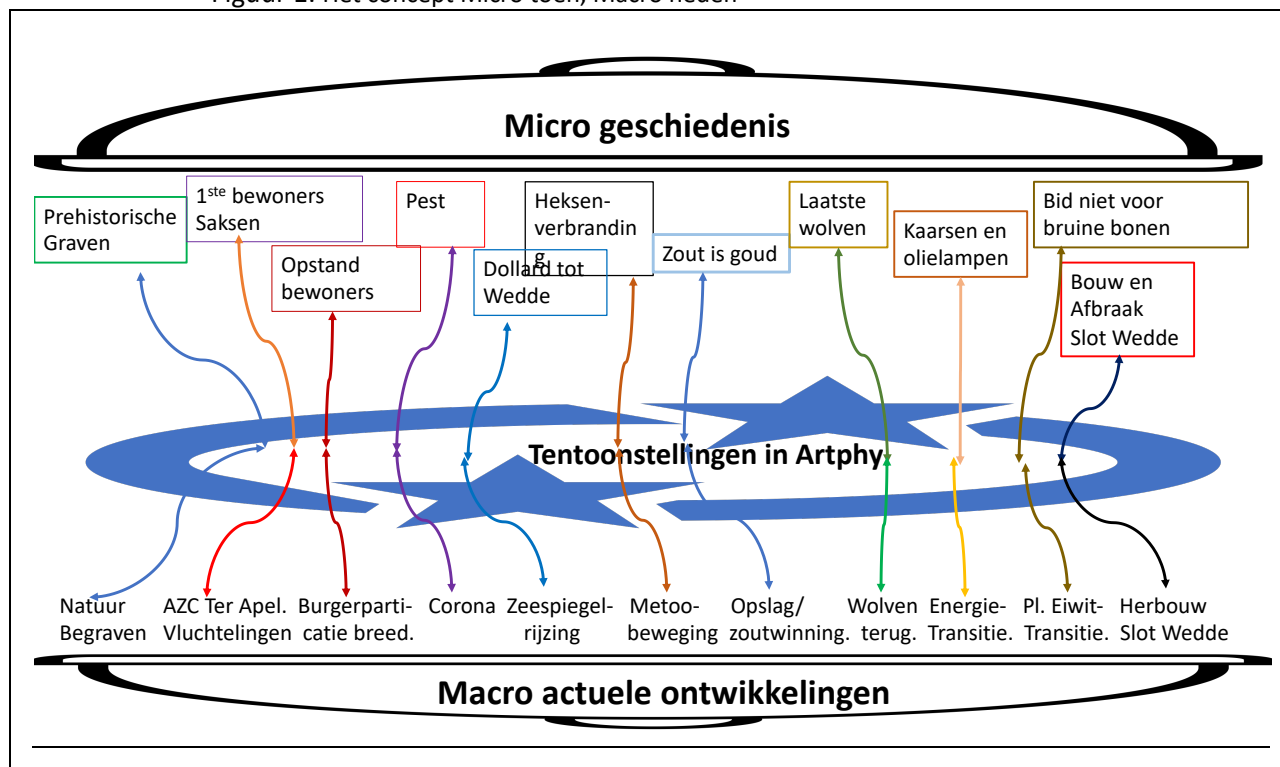 Figuur 1: Het concept Micro toen, Macro heden
Micro geschiedenis
Prehistorische
Graven
1ste bewoners
Saksen
Opstand
bewoners
Pest
Dollard tot
Wedde
Heksen-
verbrandin
g
Zout is goud
Laatste
wolven
Kaarsen en
olielampen
Bid niet voor
bruine bonen
Bouw en
Afbraak
Slot Wedde
Tentoonstellingen in Artphy
Natuur
Begraven
AZC Ter Apel.
Vluchtelingen
Burgerparti-
catie breed.
Corona
Zeespiegel-
rijzing
Metoo-
beweging
Opslag/
zoutwinning.
Wolven
terug.
Energie-
Transitie.
Pl. Eiwit-
Transitie.
Herbouw
Slot Wedde
Macro actuele ontwikkelingen